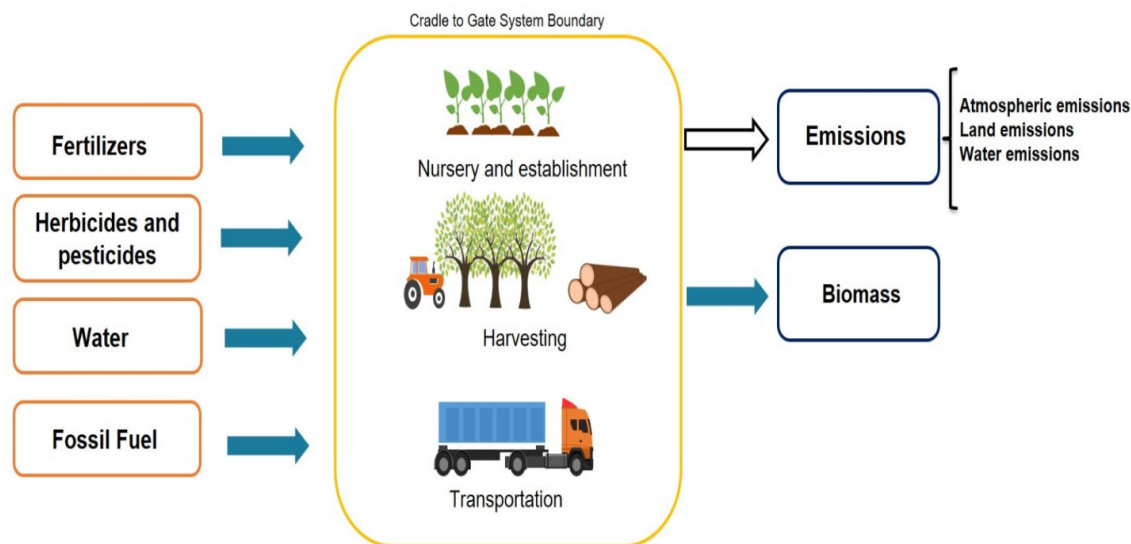 Cradle to Gate System Boundary
Fertilizers
Herbicides and
pesticides
Water
Fossil Fuel
Nursery and establishment
Harvesting
Transportation
Emissions
Atmospheric emissions
Land emissions
Water emissions
Biomass